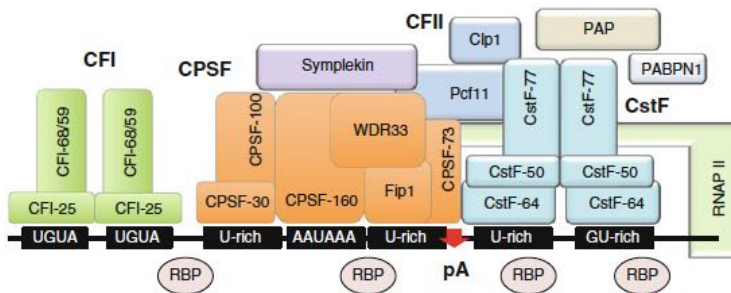 CFI
CPSF
CFII
Clp1
PAP
PABPN1
CstF
Symplekin
Pcf11
CstF-77
CstF-77
CFI-68/59
CFI-68/59
CPSF-100
WDR33
CPSF-73
RNAP II
CFI-25
CFI-25
CPSF-30
CPSF-160
Fip1
CstF-50
CstF-50
CstF-64
CstF-64
UGUA
UGUA
U-rich
AAUAAA
U-rich
U-rich
GU-rich
pA
RBP
RBP
RBP
RBP